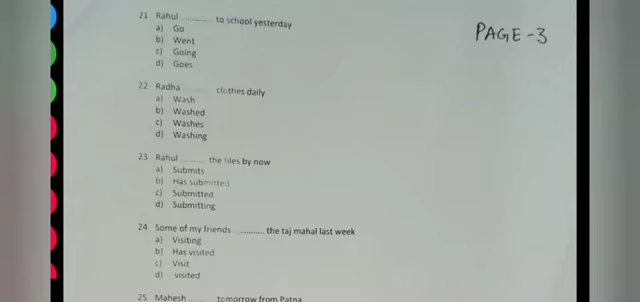 PAGE-3
21 Rahul ........... to school yesterday
a) Go
b) Went
c) Going
d) Goes
22 Radha ........ clothes daily
a) Wash
b) Washed
c) Washes
d) Washing
23 Rahul ........ the files by now
a) Submits
b) Has submitted
c) Submitted
d) Submitting
24 Some of my friends ............ the taj mahal last week
a) Visiting
b) Has visited
c) Visit
d) visited
25 Mahesh ........ tomorrow from Patna